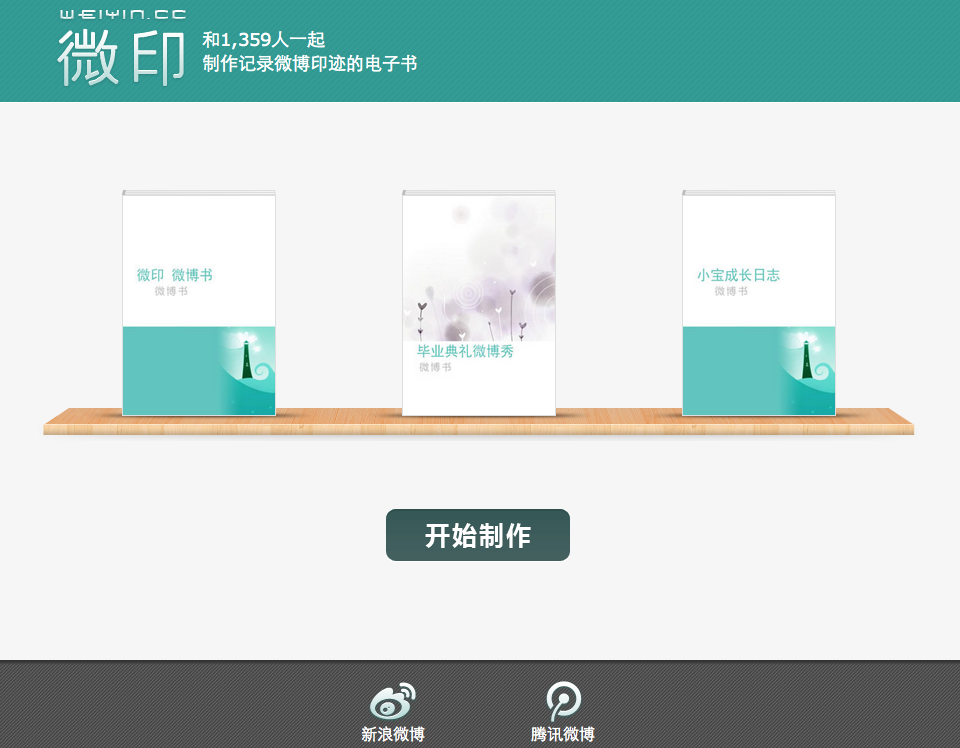 WEIYIN.CC
微印
和1,359人一起
制作记录微博印迹的电子书
微印 微博书
微博书
毕业典礼微博秀
微博书
小宝成长日志
微博书
开始制作
新浪微博
腾讯微博